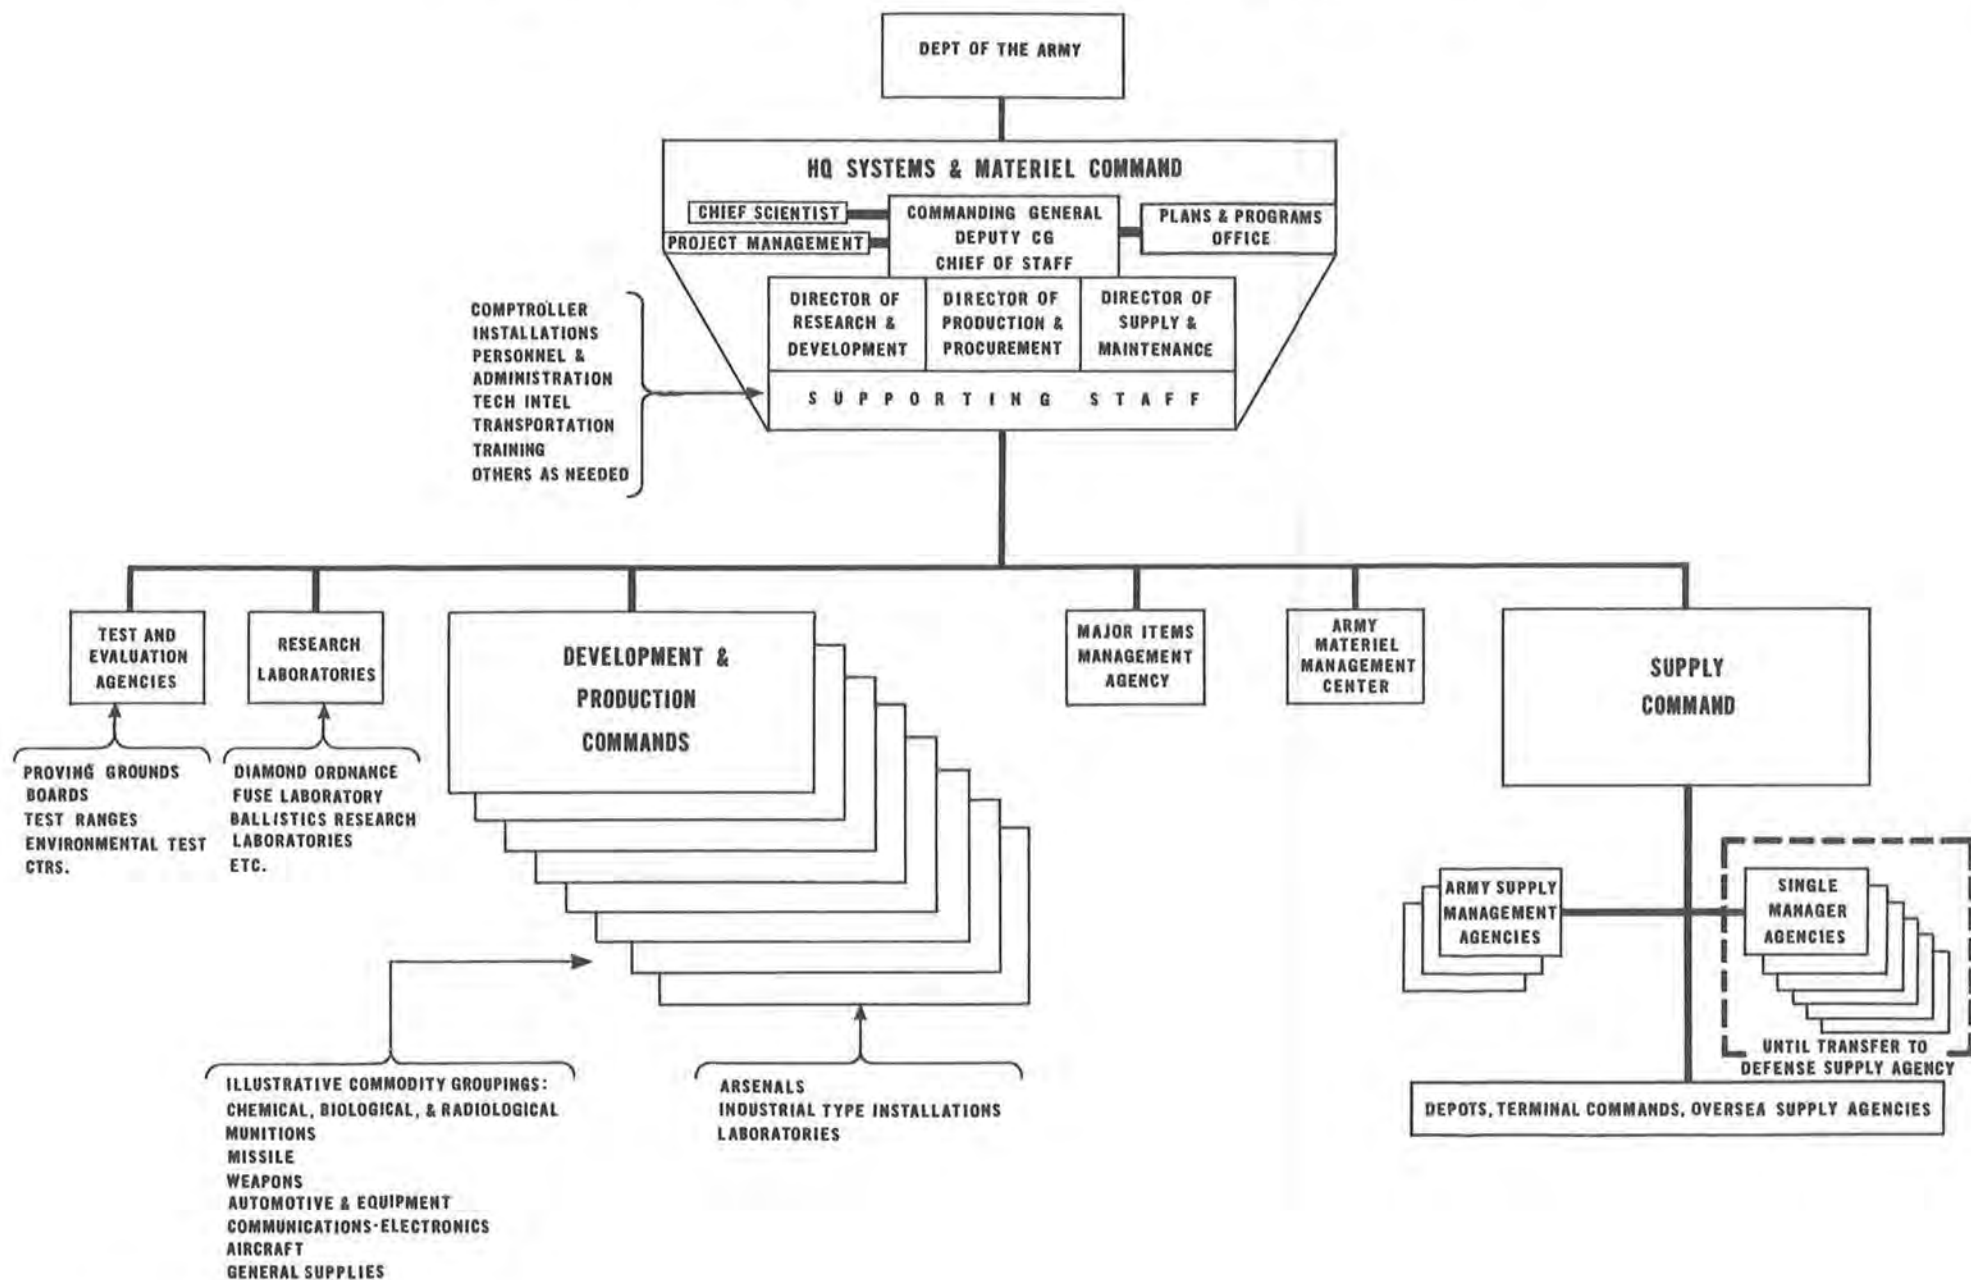 DEPT OF THE ARMY
HQ SYSTEMS & MATERIEL COMMAND
CHIEF SCIENTIST
PROJECT MANAGEMENT
COMMANDING GENERAL
DEPUTY CG
CHIEF OF STAFF
PLANS & PROGRAMS
OFFICE
DIRECTOR OF
RESEARCH &
DEVELOPMENT
DIRECTOR OF
PRODUCTION &
PROCUREMENT
DIRECTOR OF
SUPPLY &
MAINTENANCE
SUPPORTING STAFF
COMPTROLLER
INSTALLATIONS
PERSONNEL &
ADMINISTRATION
TECH INTEL
TRANSPORTATION
TRAINING
OTHERS AS NEEDED
TEST AND
EVALUATION
AGENCIES
RESEARCH
LABORATORIES
DEVELOPMENT &
PRODUCTION
COMMANDS
MAJOR ITEMS
MANAGEMENT
AGENCY
ARMY
MATERIEL
MANAGEMENT
CENTER
SUPPLY
COMMAND
PROVING GROUNDS
BOARDS
TEST RANGES
ENVIRONMENTAL TEST
CTRS.
DIAMOND ORDNANCE
FUSE LABORATORY
BALLISTICS RESEARCH
LABORATORIES
ETC.
ARMY SUPPLY
MANAGEMENT
AGENCIES
SINGLE
MANAGER
AGENCIES
UNTIL TRANSFER TO
DEFENSE SUPPLY AGENCY
DEPOTS, TERMINAL COMMANDS, OVERSEA SUPPLY AGENCIES
ILLUSTRATIVE COMMODITY GROUPINGS:
CHEMICAL, BIOLOGICAL, & RADIOLOGICAL
MUNITIONS
MISSILE
WEAPONS
AUTOMOTIVE & EQUIPMENT
COMMUNICATIONS-ELECTRONICS
AIRCRAFT
GENERAL SUPPLIES
ARSENALS
INDUSTRIAL TYPE INSTALLATIONS
LABORATORIES